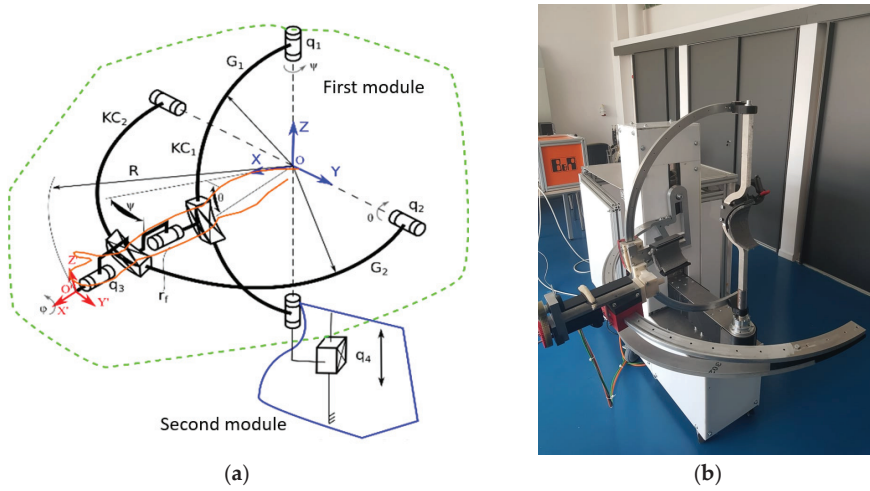 q1
G1
ψ
First module
KC2
Z
KC1
R
X
O
Y
θ
ψ
θ
q2
Z'
q3
G2
O'
rf
φ
X'
Y'
q4
Second module
(a)
(b)